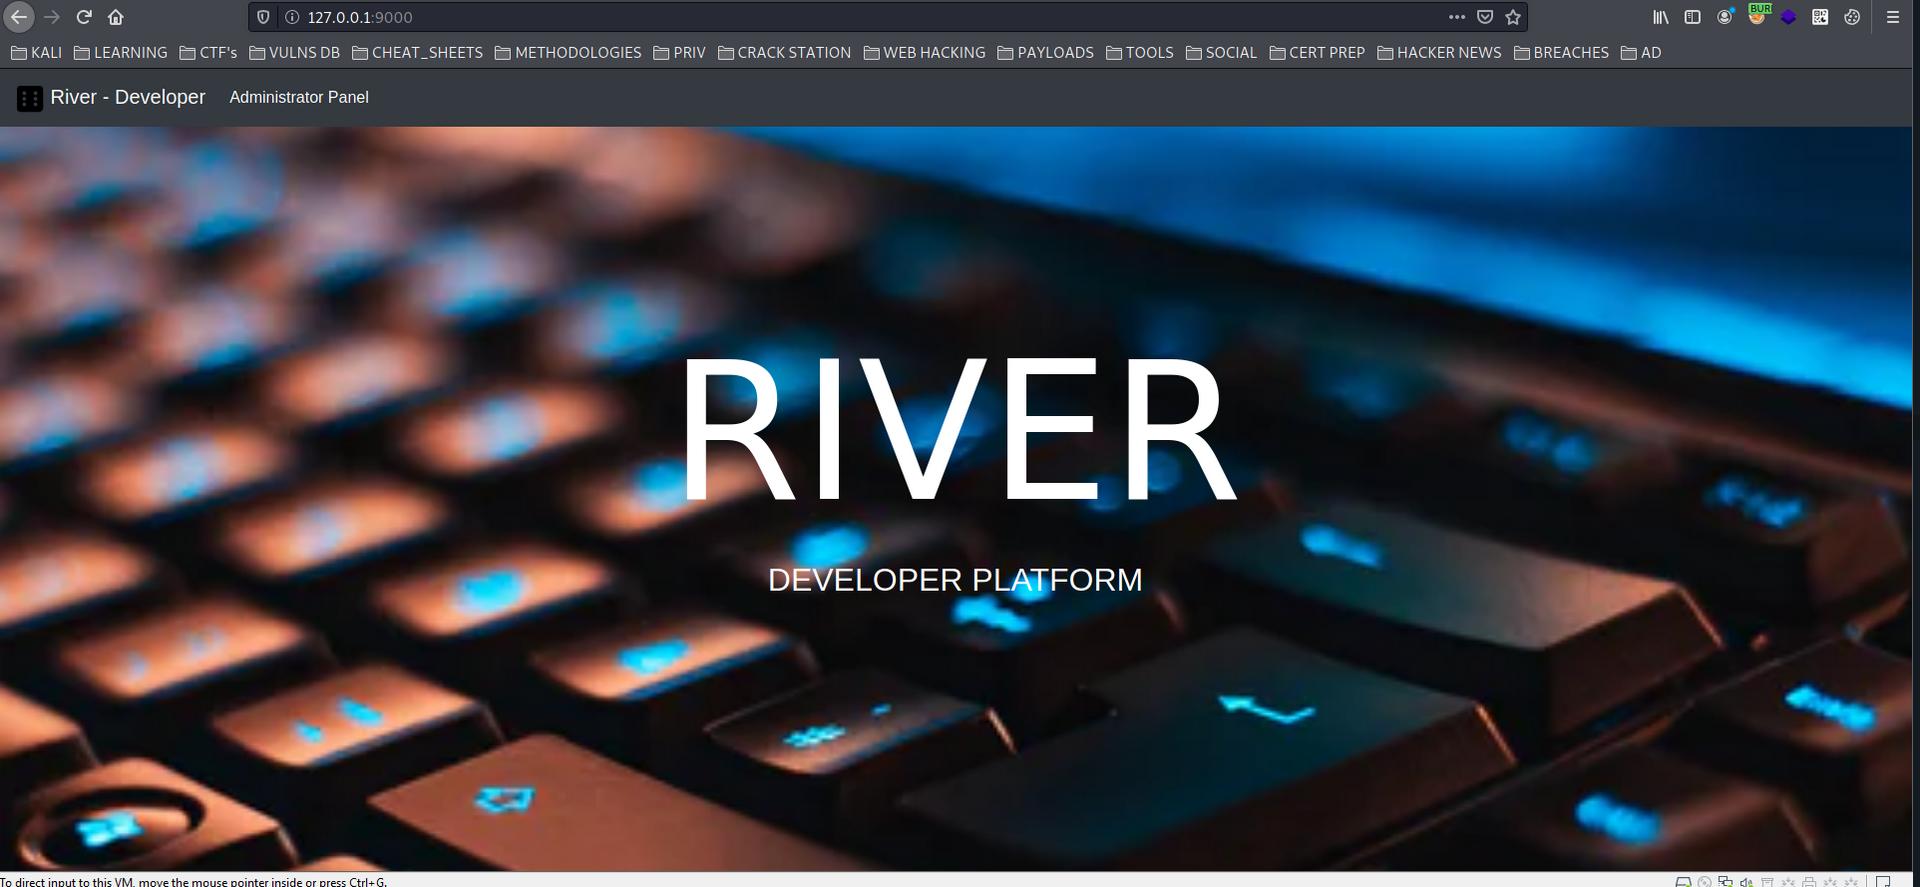 127.0.0.1:9000
BUR
KALI LEARNING CTF's VULNS DB CHEAT_SHEETS METHODOLOGIES PRIV CRACK STATION WEB HACKING PAYLOADS TOOLS SOCIAL CERT PREP HACKER NEWS BREACHES AD
River - Developer Administrator Panel
RIVER
DEVELOPER PLATFORM
To direct input to this VM, move the mouse pointer inside or press Ctrl+G.